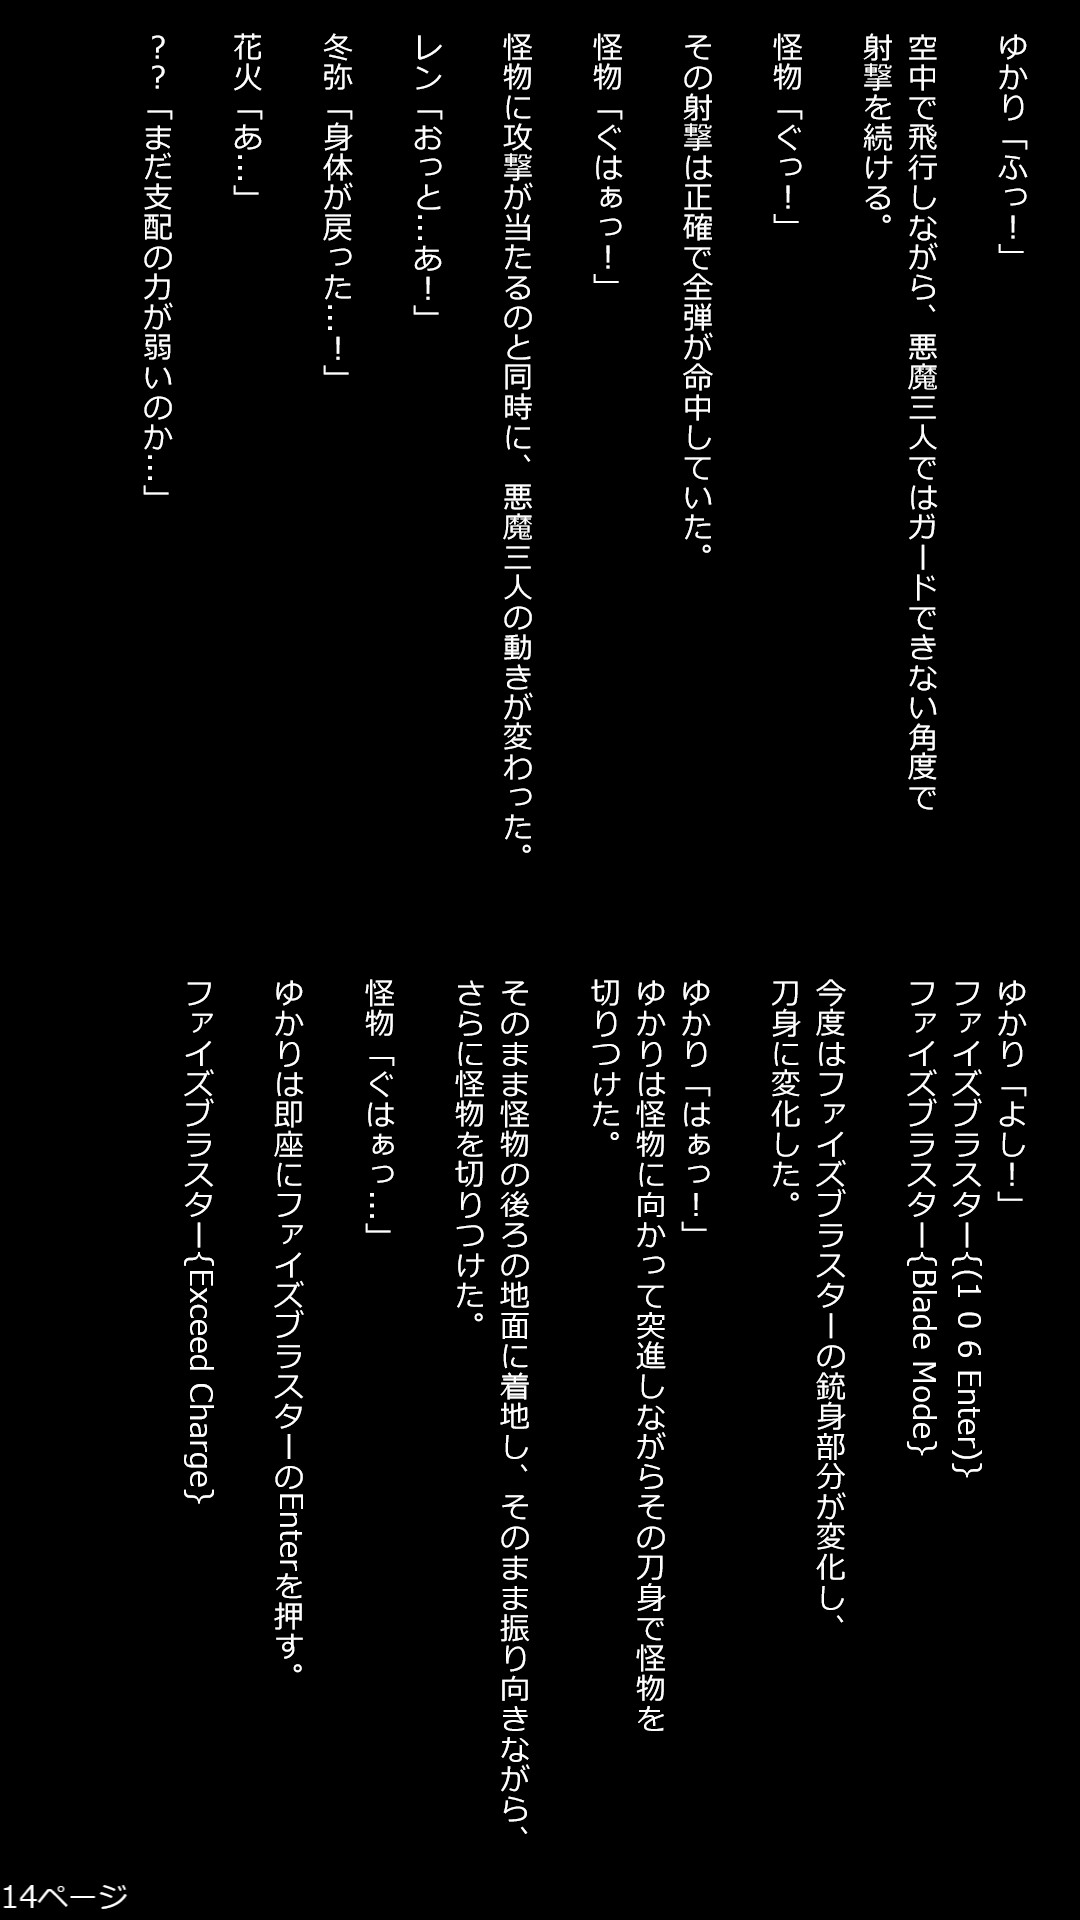 ゆかり「ふっ！」
空中で飛行しながら、悪魔三人ではガードできない角度で
射撃を続ける。
怪物「ぐっ！」
その射撃は正確で全弾が命中していた。
怪物「ぐはぁっ！」
怪物に攻撃が当たるのと同時に、悪魔三人の動きが変わった。
レン「おっと…あ！」
冬弥「身体が戻った…！」
花火「あ…」
？？「まだ支配の力が弱いのか…」
ゆかり「よし！」
ファイズブラスター{(1 0 6 Enter)}
ファイズブラスター{Blade Mode}
今度はファイズブラスターの銃身部分が変化し、
刀身に変化した。
ゆかり「はぁっ！」
ゆかりは怪物に向かって突進しながらその刀身で怪物を
切りつけた。
そのまま怪物の後ろの地面に着地し、そのまま振り向きながら、
さらに怪物を切りつけた。
怪物「ぐはぁっ…」
ゆかりは即座にファイズブラスターのEnterを押す。
ファイズブラスター{Exceed Charge}
14ページ